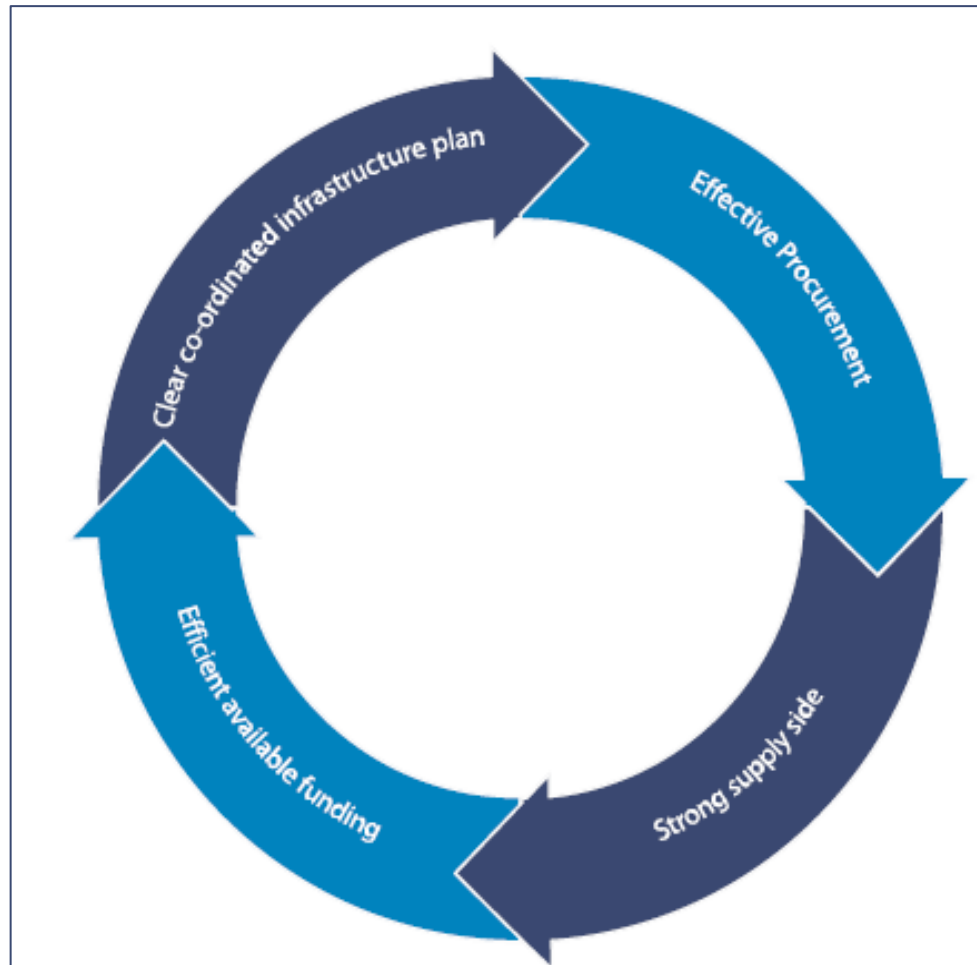 Clear co-ordinated infrastructure plan
Effective Procurement
Strong supply side
Efficient available funding